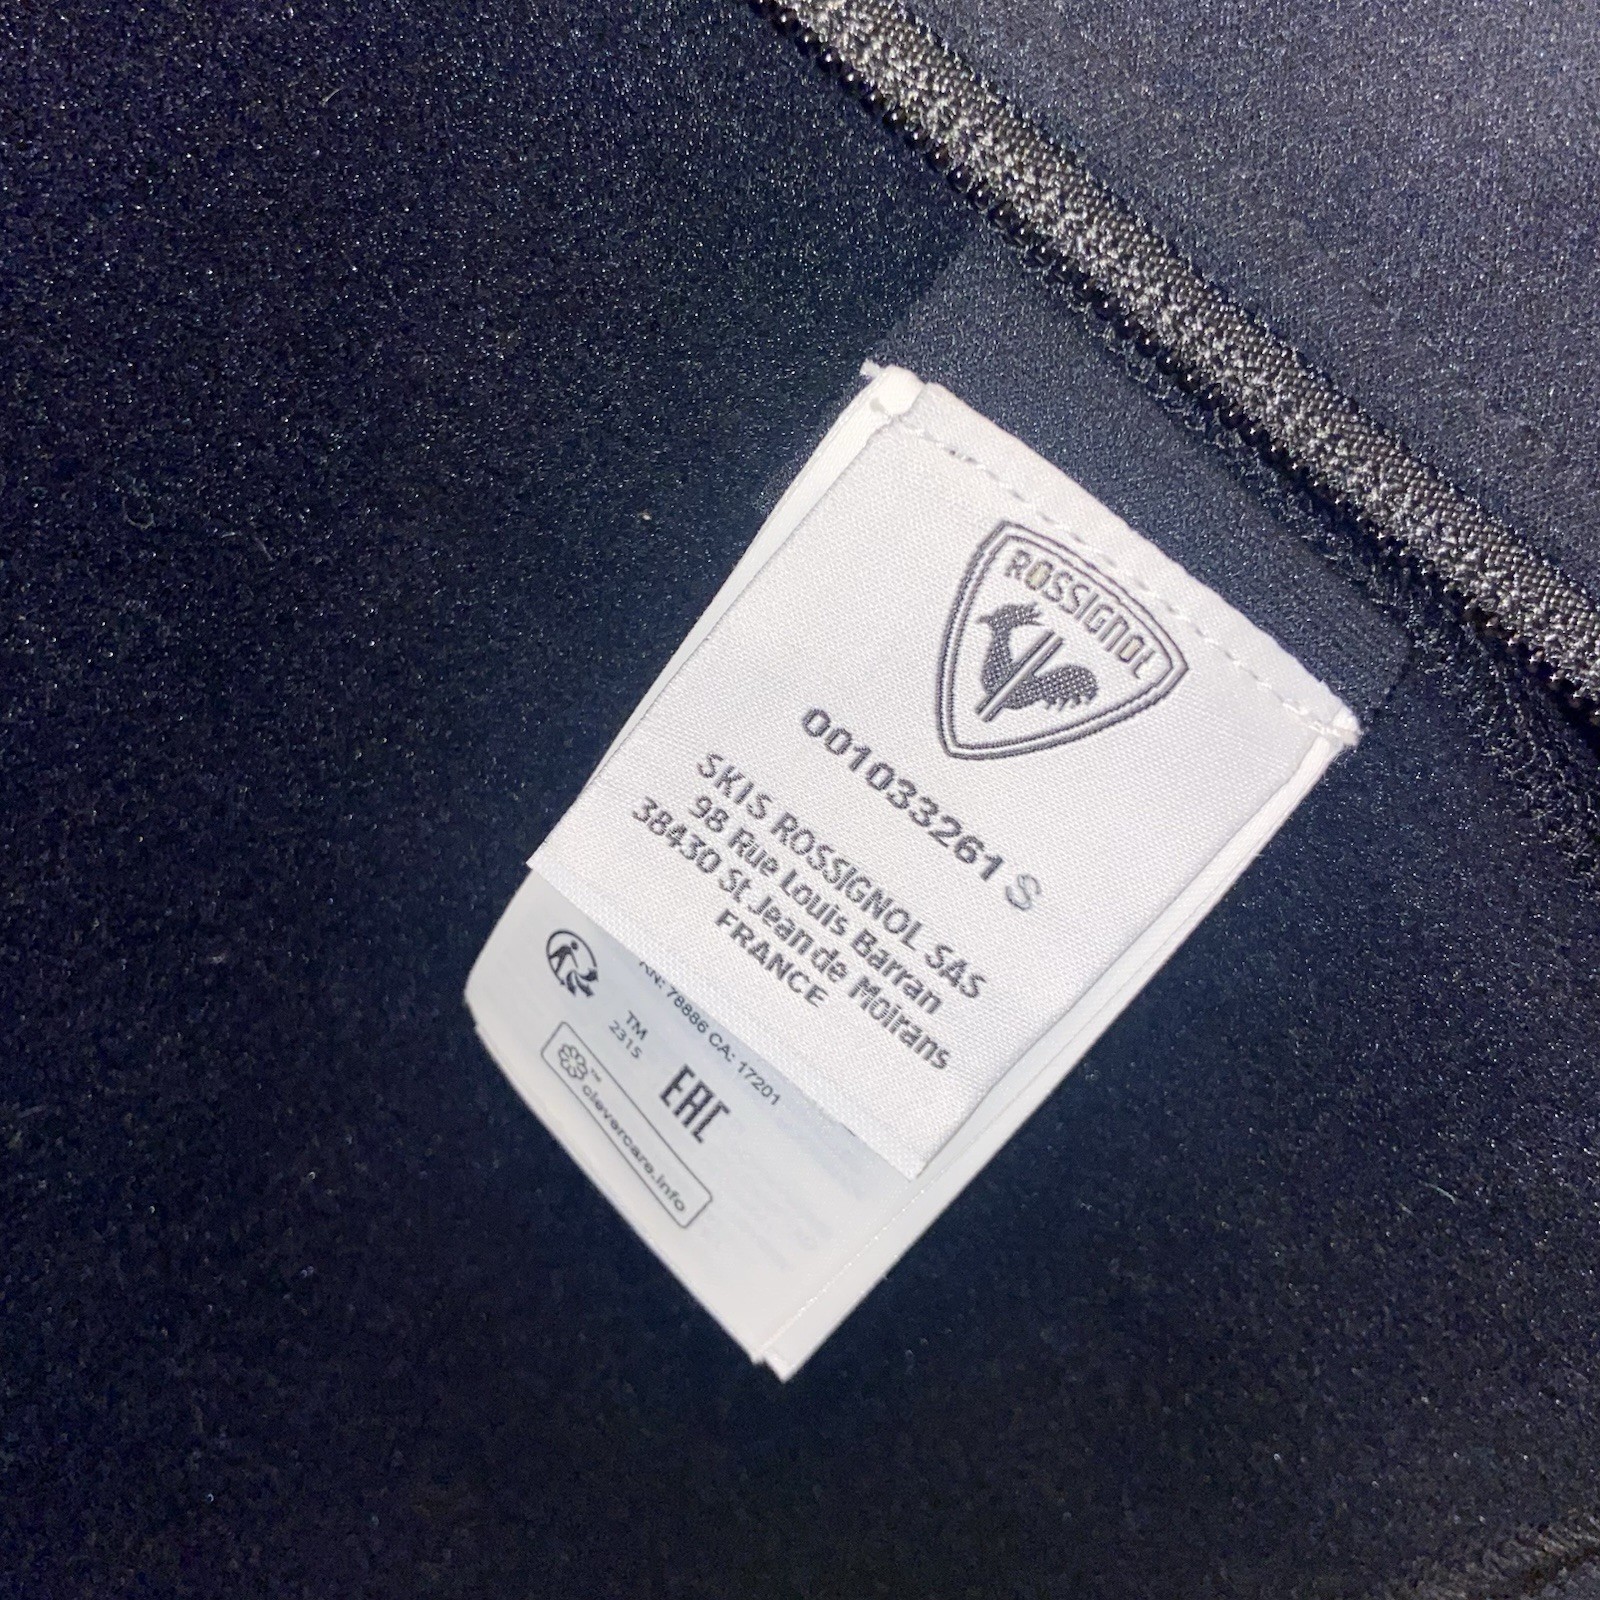 ROSSIGNOL
001033261 S
SKIS ROSSIGNOL SAS
98 Rue Louis Barran
38430 St Jean de Moirans
FRANCE
RN: 78886 CA: 17201
TM
2315
EAC
™
clevercare.info